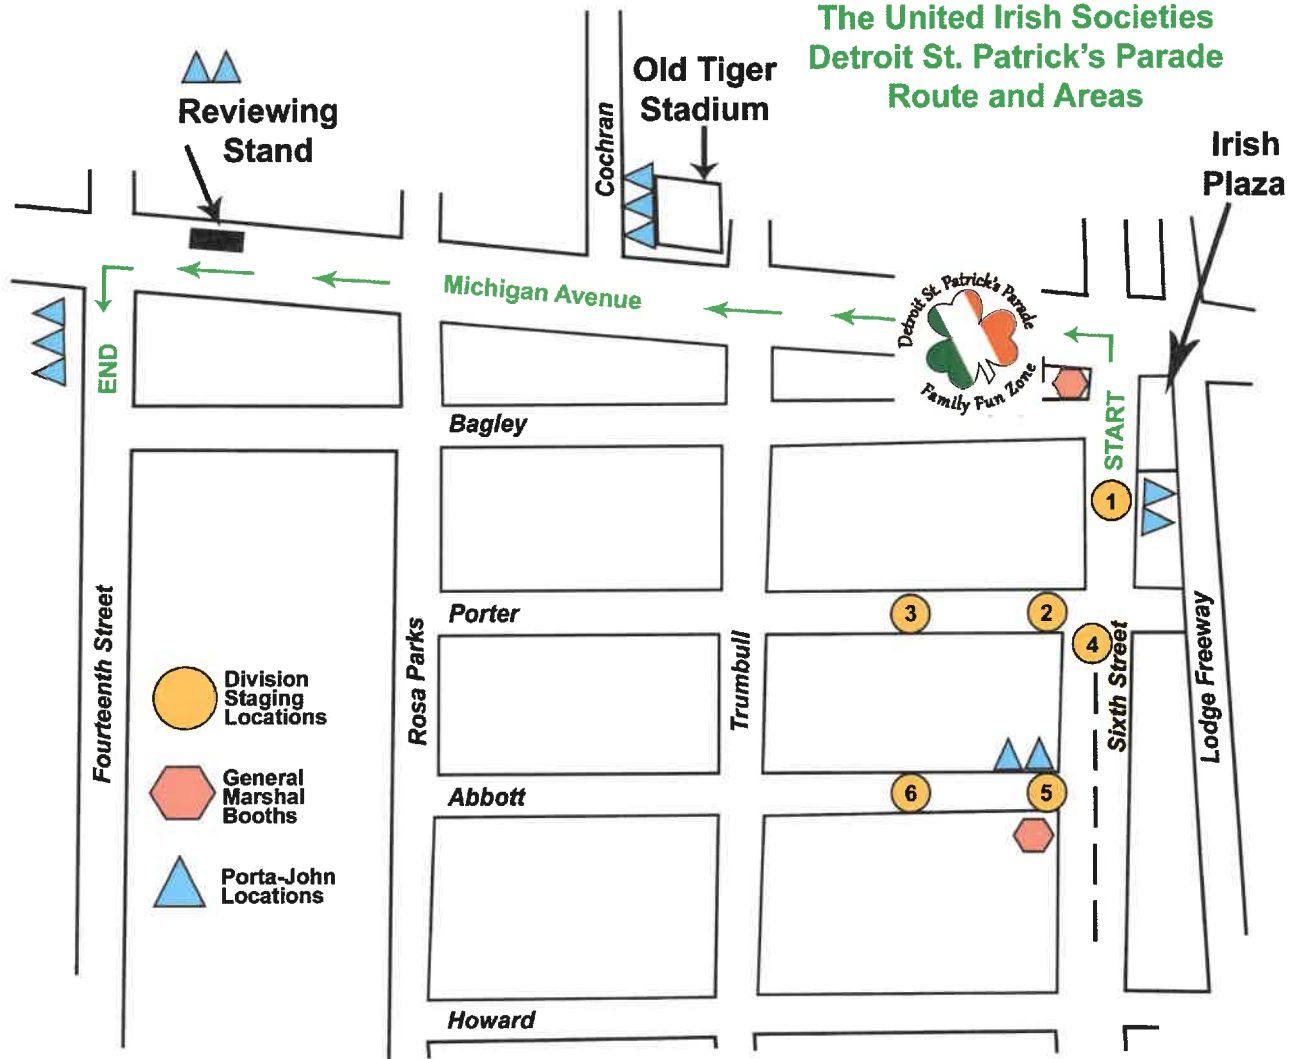 The United Irish Societies
Detroit St. Patrick's Parade
Route and Areas
Reviewing
Stand
Old Tiger
Stadium
Cochran
Irish
Plaza
Michigan Avenue
Detroit St. Patrick's Parade
Family Fun Zone
END
START
Bagley
1
Porter
3
2
4
Fourteenth Street
Rosa Parks
Trumbull
Sixth Street
Lodge Freeway
Division
Staging
Locations
General
Marshal
Booths
Abbott
6
5
Porta-John
Locations
Howard